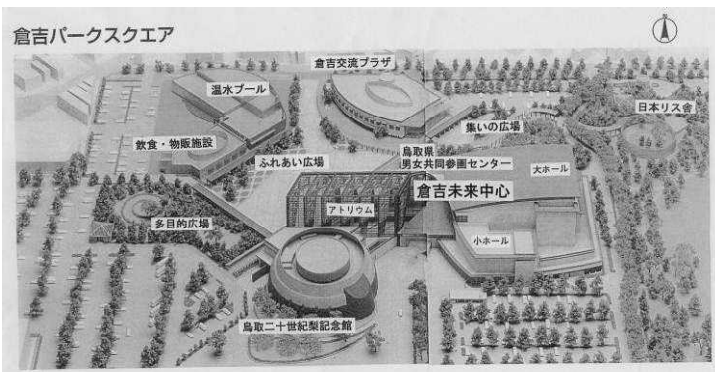 倉吉パークスクエア
倉吉交流プラザ
温水プール
日本リス舎
集いの広場
飲食・物販施設
鳥取県
男女共同参画センター
ふれあい広場
大ホール
倉吉未来中心
アトリウム
多目的広場
小ホール
鳥取二十世紀梨記念館